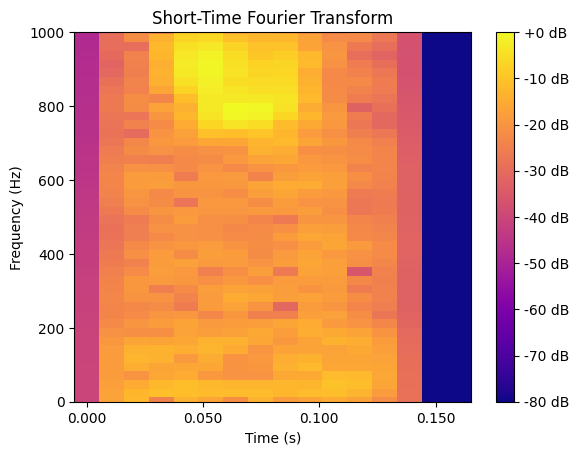 Short-Time Fourier Transform
1000
800
600
400
200
0
Frequency (Hz)
0.000
0.050
0.100
0.150
Time (s)
+0 dB
-10 dB
-20 dB
-30 dB
-40 dB
-50 dB
-60 dB
-70 dB
-80 dB